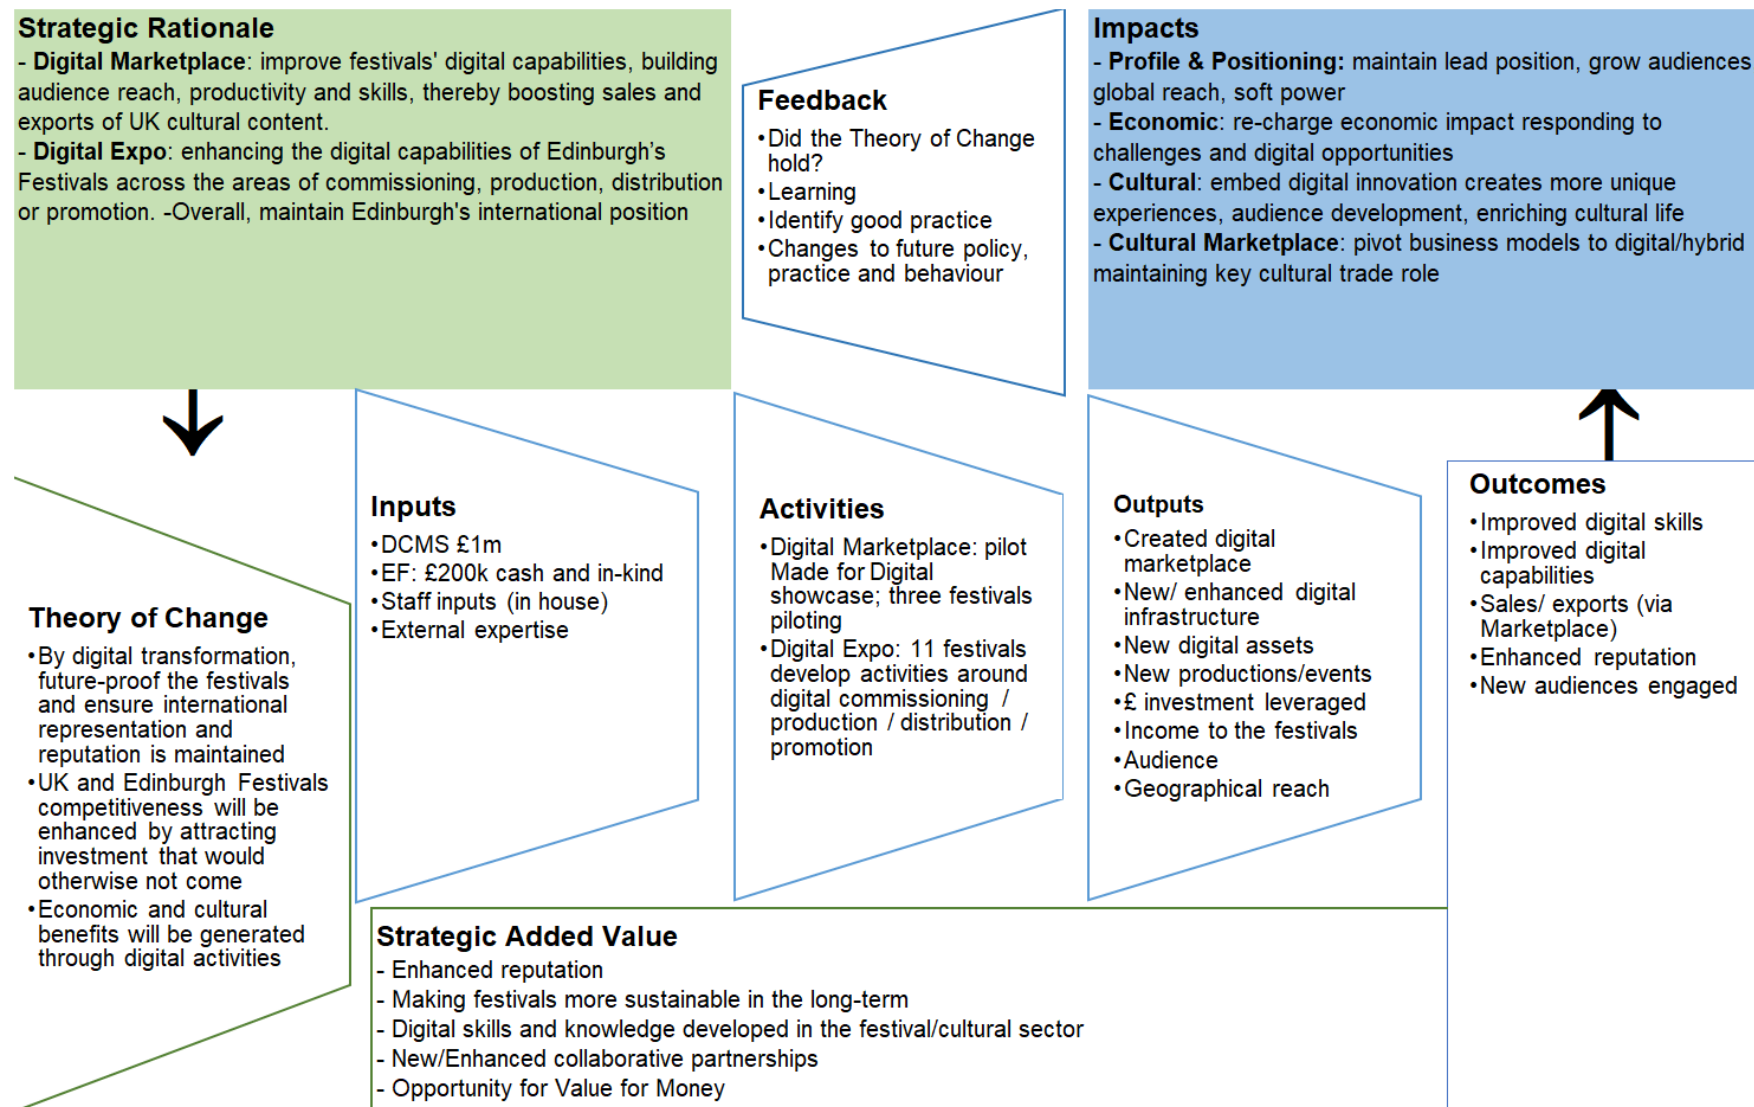 Strategic Rationale
- Digital Marketplace: improve festivals' digital capabilities, building
audience reach, productivity and skills, thereby boosting sales and
exports of UK cultural content.
- Digital Expo: enhancing the digital capabilities of Edinburgh's
Festivals across the areas of commissioning, production, distribution
or promotion. -Overall, maintain Edinburgh's international position
Feedback
•Did the Theory of Change
hold?
•Learning
•Identify good practice
•Changes to future policy,
practice and behaviour
Impacts
- Profile & Positioning: maintain lead position, grow audiences
global reach, soft power
- Economic: re-charge economic impact responding to
challenges and digital opportunities
- Cultural: embed digital innovation creates more unique
experiences, audience development, enriching cultural life
- Cultural Marketplace: pivot business models to digital/hybrid
maintaining key cultural trade role
Theory of Change
•By digital transformation,
future-proof the festivals
and ensure international
representation and
reputation is maintained
•UK and Edinburgh Festivals
competitiveness will be
enhanced by attracting
investment that would
otherwise not come
•Economic and cultural
benefits will be generated
through digital activities
Inputs
•DCMS £1m
•EF: £200k cash and in-kind
•Staff inputs (in house)
•External expertise
Activities
•Digital Marketplace: pilot
Made for Digital
showcase; three festivals
piloting
•Digital Expo: 11 festivals
develop activities around
digital commissioning /
production / distribution /
promotion
Outputs
•Created digital
marketplace
•New/ enhanced digital
infrastructure
•New digital assets
•New productions/events
•£ investment leveraged
•Income to the festivals
•Audience
•Geographical reach
Outcomes
•Improved digital skills
•Improved digital
capabilities
•Sales/ exports (via
Marketplace)
•Enhanced reputation
•New audiences engaged
Strategic Added Value
- Enhanced reputation
- Making festivals more sustainable in the long-term
- Digital skills and knowledge developed in the festival/cultural sector
- New/Enhanced collaborative partnerships
- Opportunity for Value for Money